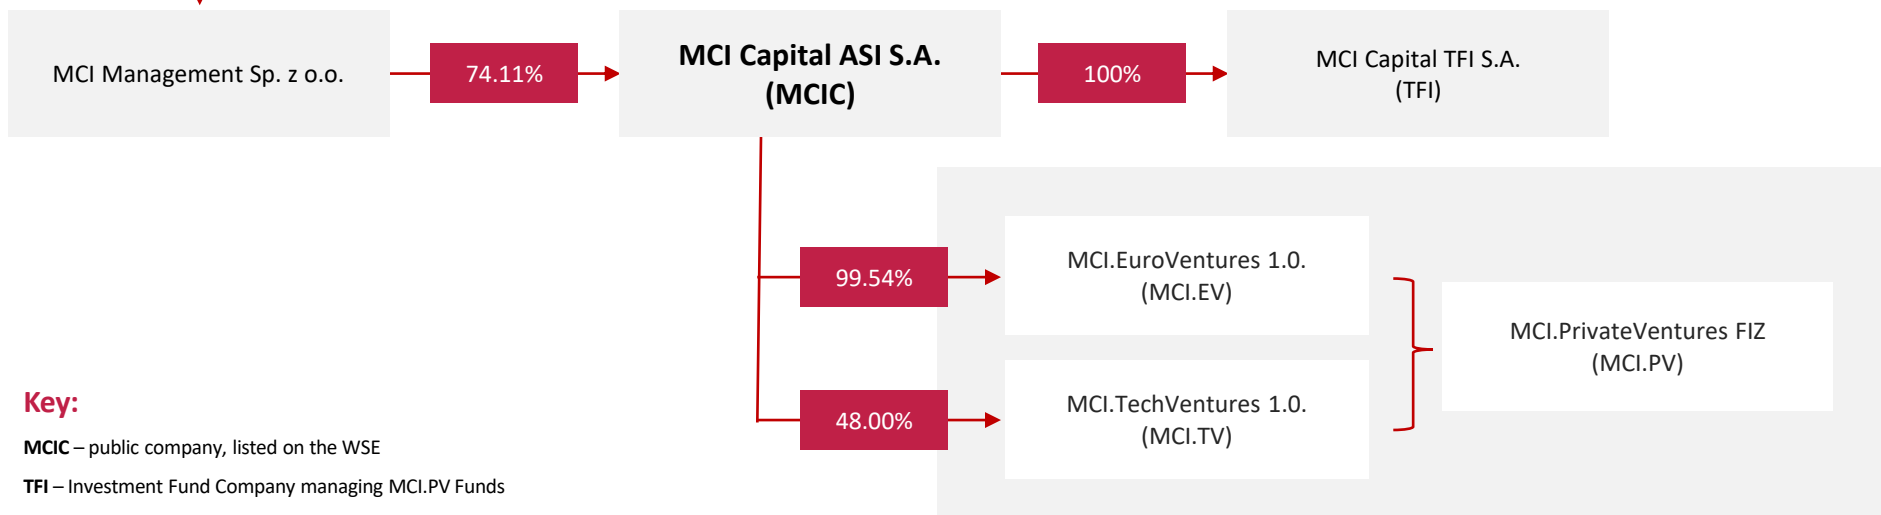 MCI Management Sp. z o.o.
74.11%
MCI Capital ASI S.A.
(MCIC)
100%
MCI Capital TFI S.A.
(TFI)
99.54%
MCI.EuroVentures 1.0.
(MCI.EV)
MCI.PrivateVentures FIZ
(MCI.PV)
48.00%
MCI.TechVentures 1.0.
(MCI.TV)
Key:
MCIC – public company, listed on the WSE
TFI – Investment Fund Company managing MCI.PV Funds